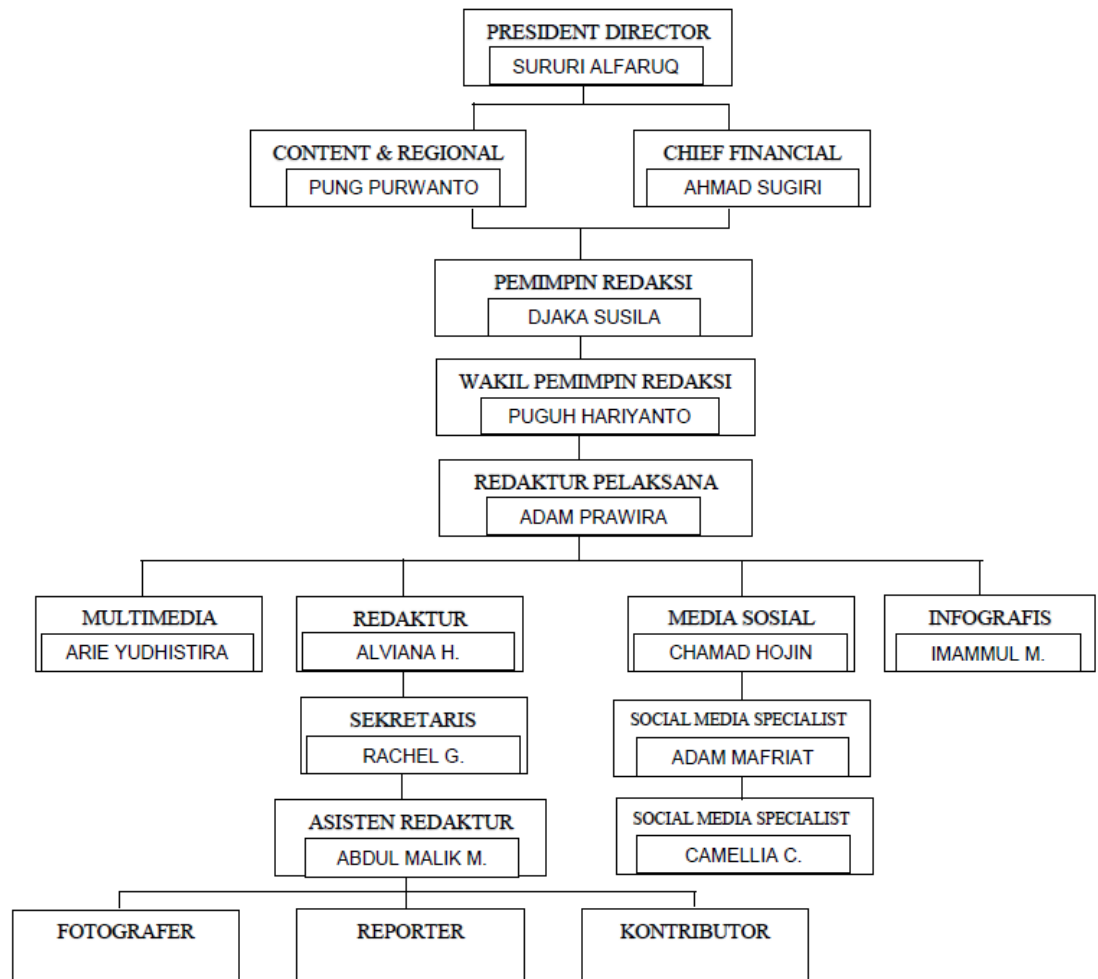 PRESIDENT DIRECTOR
SURURI ALFARUQ
CONTENT & REGIONAL
PUNG PURWANTO
CHIEF FINANCIAL
AHMAD SUGIRI
PEMIMPIN REDAKSI
DJAKA SUSILA
WAKIL PEMIMPIN REDAKSI
PUGUH HARIYANTO
REDAKTUR PELAKSANA
ADAM PRAWIRA
MULTIMEDIA
ARIE YUDHISTIRA
REDAKTUR
ALVIANA H.
MEDIA SOSIAL
CHAMAD HOJIN
INFOGRAFIS
IMAMMUL M.
SEKRETARIS
RACHEL G.
SOCIAL MEDIA SPECIALIST
ADAM MAFRIAT
ASISTEN REDAKTUR
ABDUL MALIK M.
SOCIAL MEDIA SPECIALIST
CAMELLIA C.
FOTOGRAFER
REPORTER
KONTRIBUTOR